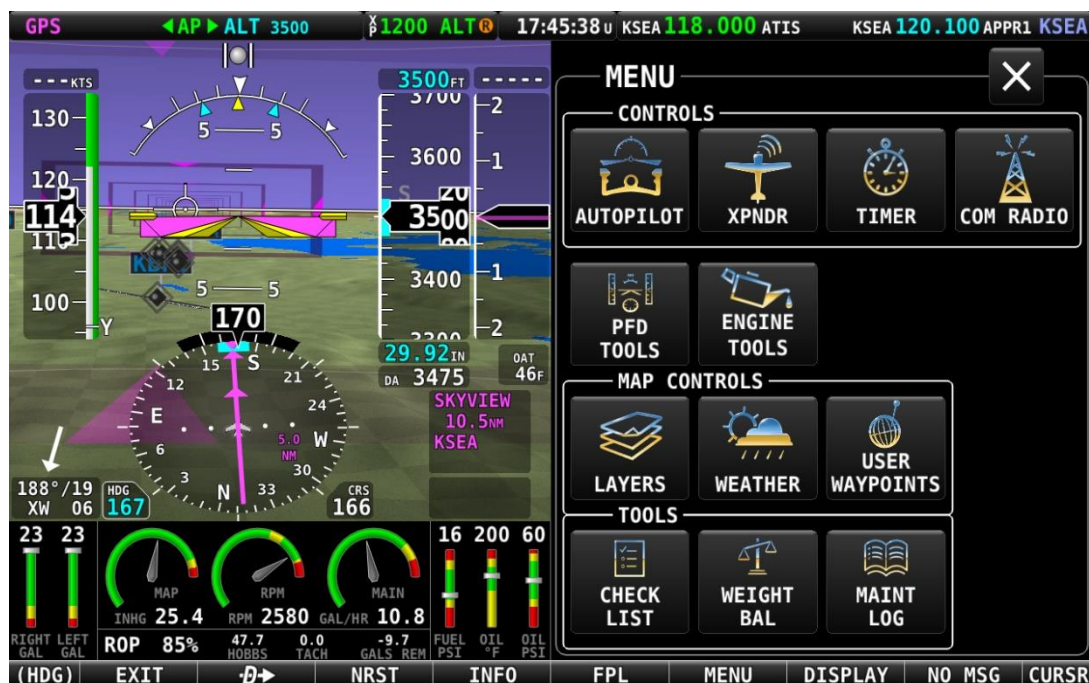 GPS
AP ALT 3500
XP 1200 ALT R
17:45:38 U
KSEA 118.000 ATIS
KSEA 120.100 APPR1 KSEA
--- KTS
130
120
114
110
100
Y
5 5
5 5
3500 FT
-----
3700
3600
20
3500
3400
3300
2
1
1
2
S
170
29.92 IN
DA 3475
OAT
46F
SKYVIEW
10.5NM
KSEA
12 15 S 21 24 W 30 33 N 3 6 E
5.0
NM
188°/19
XW 06
HDG
167
CRS
166
MENU
CONTROLS
AUTOPILOT
XPNDR
TIMER
COM RADIO
PFD
TOOLS
ENGINE
TOOLS
MAP CONTROLS
LAYERS
WEATHER
USER
WAYPOINTS
TOOLS
CHECK
LIST
WEIGHT
BAL
MAINT
LOG
23 23
RIGHT LEFT
GAL GAL
MAP
INHG 25.4
RPM
RPM 2580
MAIN
GAL/HR 10.8
ROP 85%
47.7
HOBBS
0.0
TACH
-9.7
GALS REM
16 200 60
FUEL OIL OIL
PSI °F PSI
(HDG) EXIT D NRST INFO FPL MENU DISPLAY NO MSG CURSR